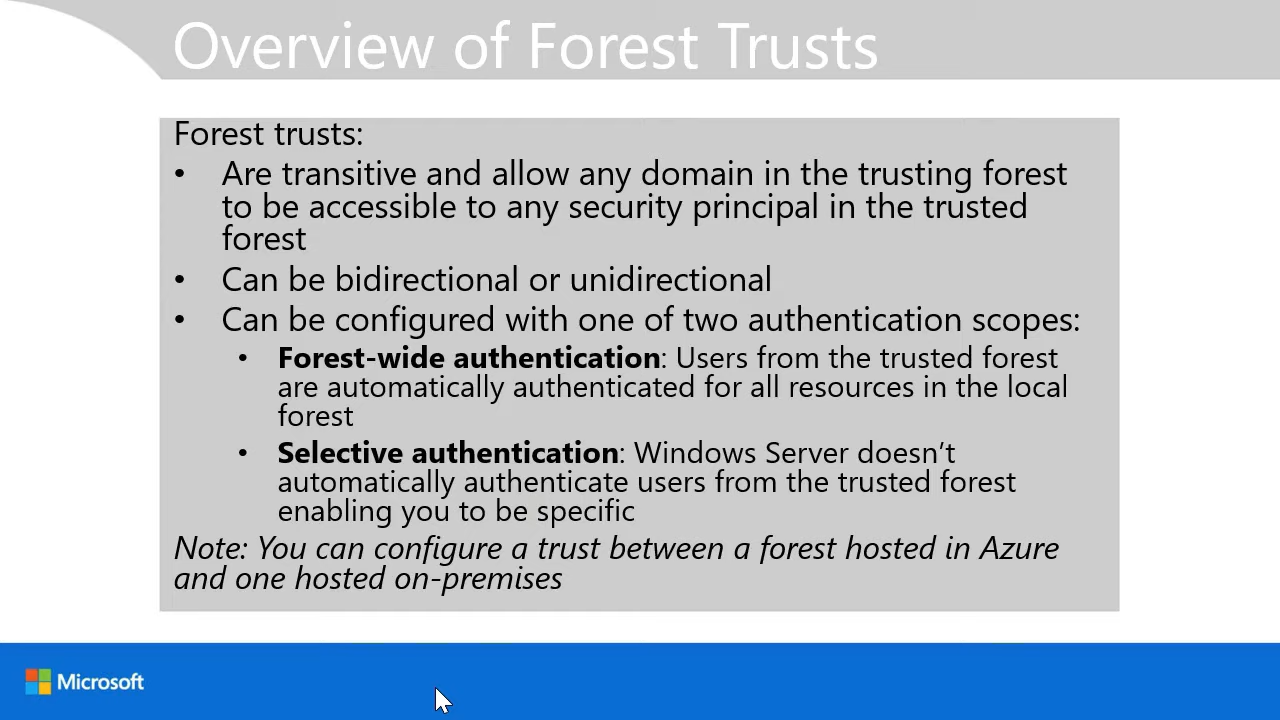 Overview of Forest Trusts
Forest trusts:
• Are transitive and allow any domain in the trusting forest
to be accessible to any security principal in the trusted
forest
• Can be bidirectional or unidirectional
• Can be configured with one of two authentication scopes:
• Forest-wide authentication: Users from the trusted forest
are automatically authenticated for all resources in the local
forest
• Selective authentication: Windows Server doesn’t
automatically authenticate users from the trusted forest
enabling you to be specific
Note: You can configure a trust between a forest hosted in Azure
and one hosted on-premises
Microsoft